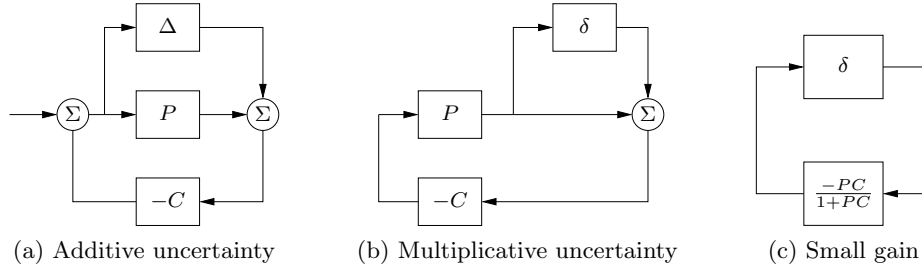 Δ
Σ
P
Σ
−C
(a) Additive uncertainty
δ
P
Σ
−C
(b) Multiplicative uncertainty
δ
−PC
1+PC
(c) Small gain